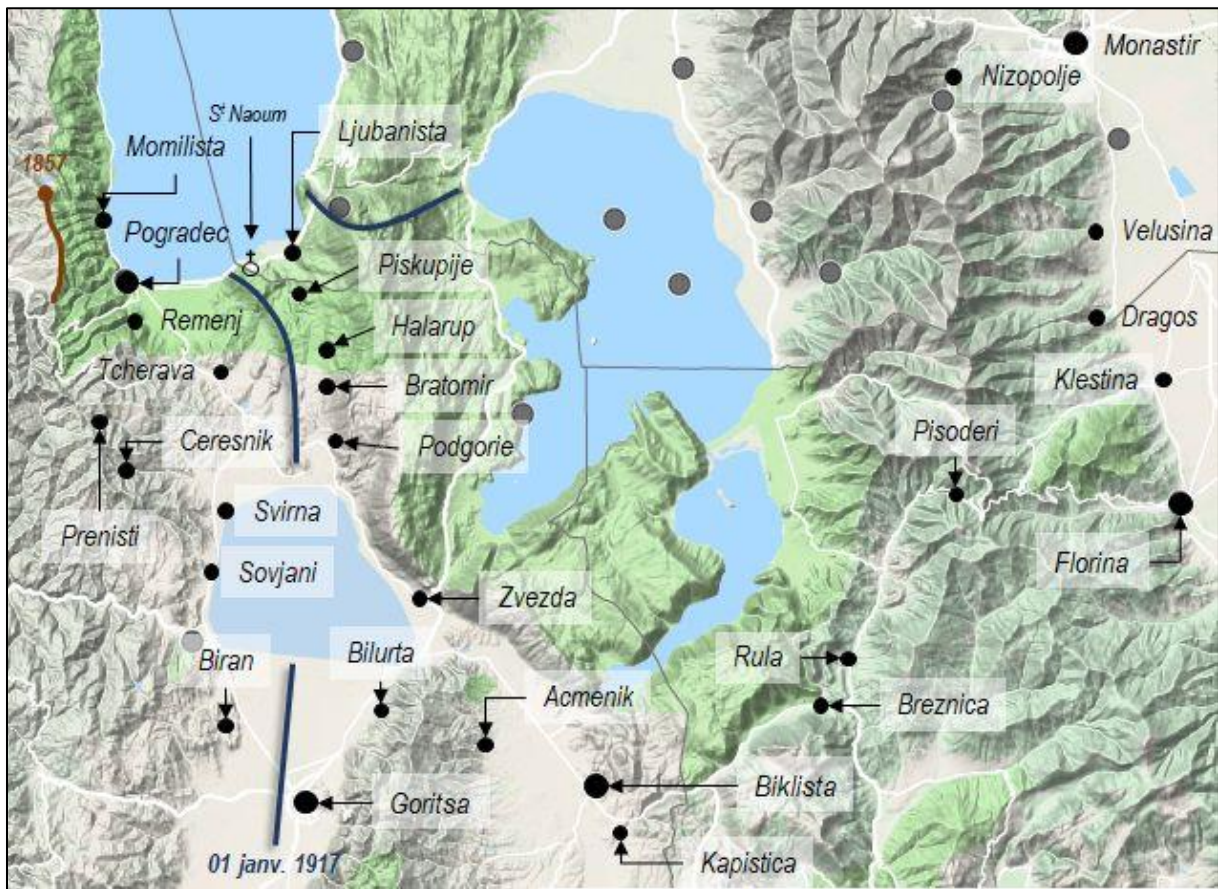 Monastir
Nizopolje
Sᵗ Naoum
Ljubanista
Momilista
1857
Pogradec
Velusina
Piskupije
Remenj
Dragos
Halarup
Tcherava
Klestina
Bratomir
Ceresnik
Podgorie
Pisoderi
Svirna
Prenisti
Florina
Sovjani
Zvezda
Biran
Bilurta
Rula
Acmenik
Breznica
Biklista
Goritsa
01 janv. 1917
Kapistica